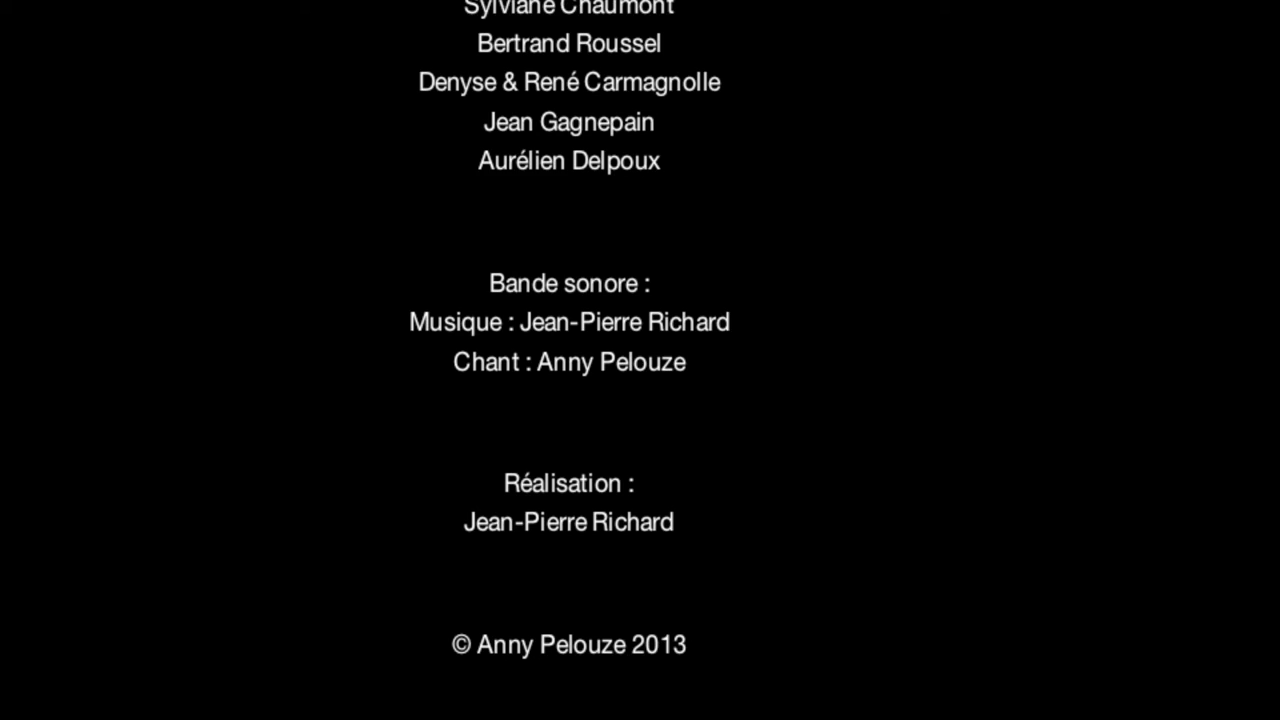 Sylviane Chaumont
Bertrand Roussel
Denyse & René Carmagnolle
Jean Gagnepain
Aurélien Delpoux
Bande sonore :
Musique : Jean-Pierre Richard
Chant : Anny Pelouze
Réalisation :
Jean-Pierre Richard
© Anny Pelouze 2013